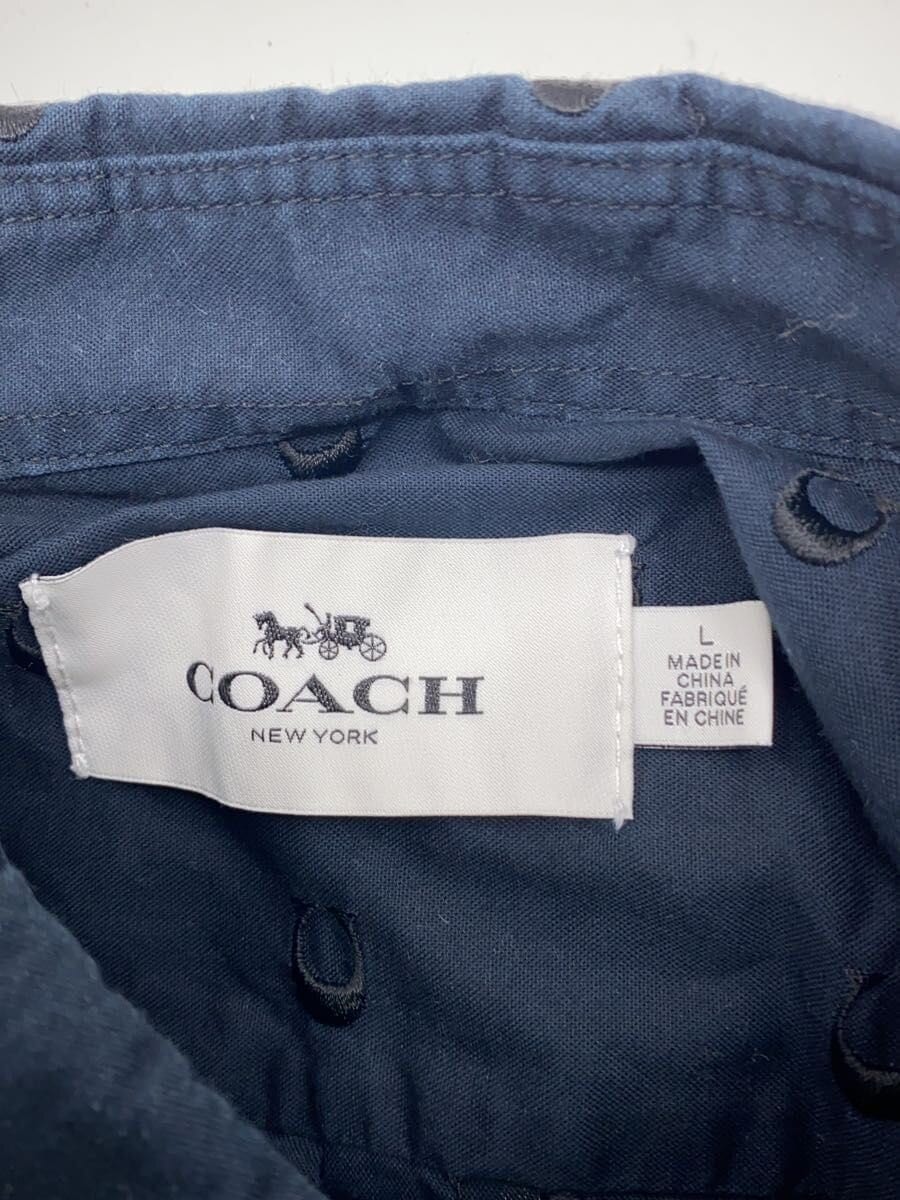 COACH
NEW YORK
L
MADE IN
CHINA
FABRIQUÉ
EN CHINE